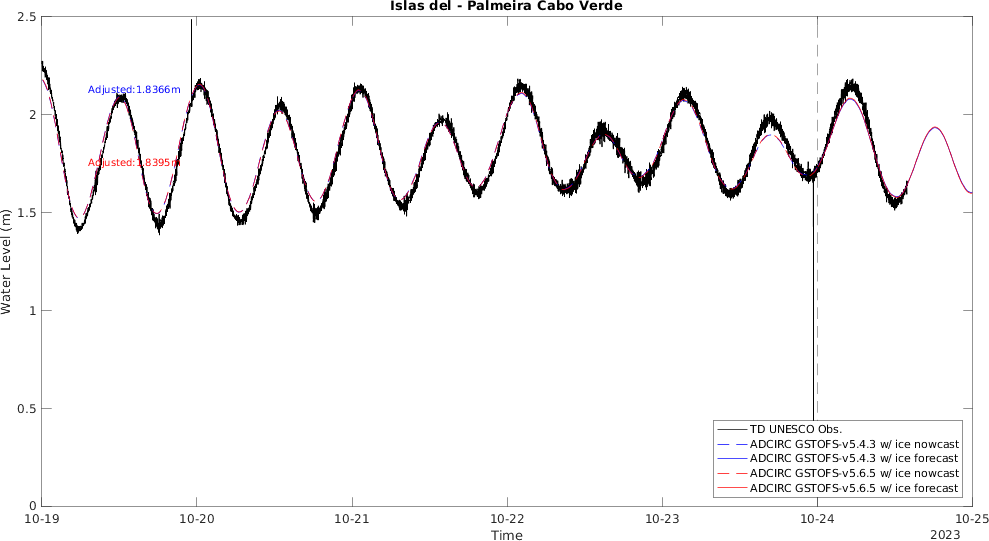 Islas del - Palmeira Cabo Verde
2.5
2
1.5
1
0.5
0
Water Level (m)
Adjusted:1.8366m
Adjusted:1.8395m
TD UNESCO Obs.
ADCIRC GSTOFS-v5.4.3 w/ ice nowcast
ADCIRC GSTOFS-v5.4.3 w/ ice forecast
ADCIRC GSTOFS-v5.6.5 w/ ice nowcast
ADCIRC GSTOFS-v5.6.5 w/ ice forecast
10-19 10-20 10-21 10-22 10-23 10-24 10-25
Time
2023